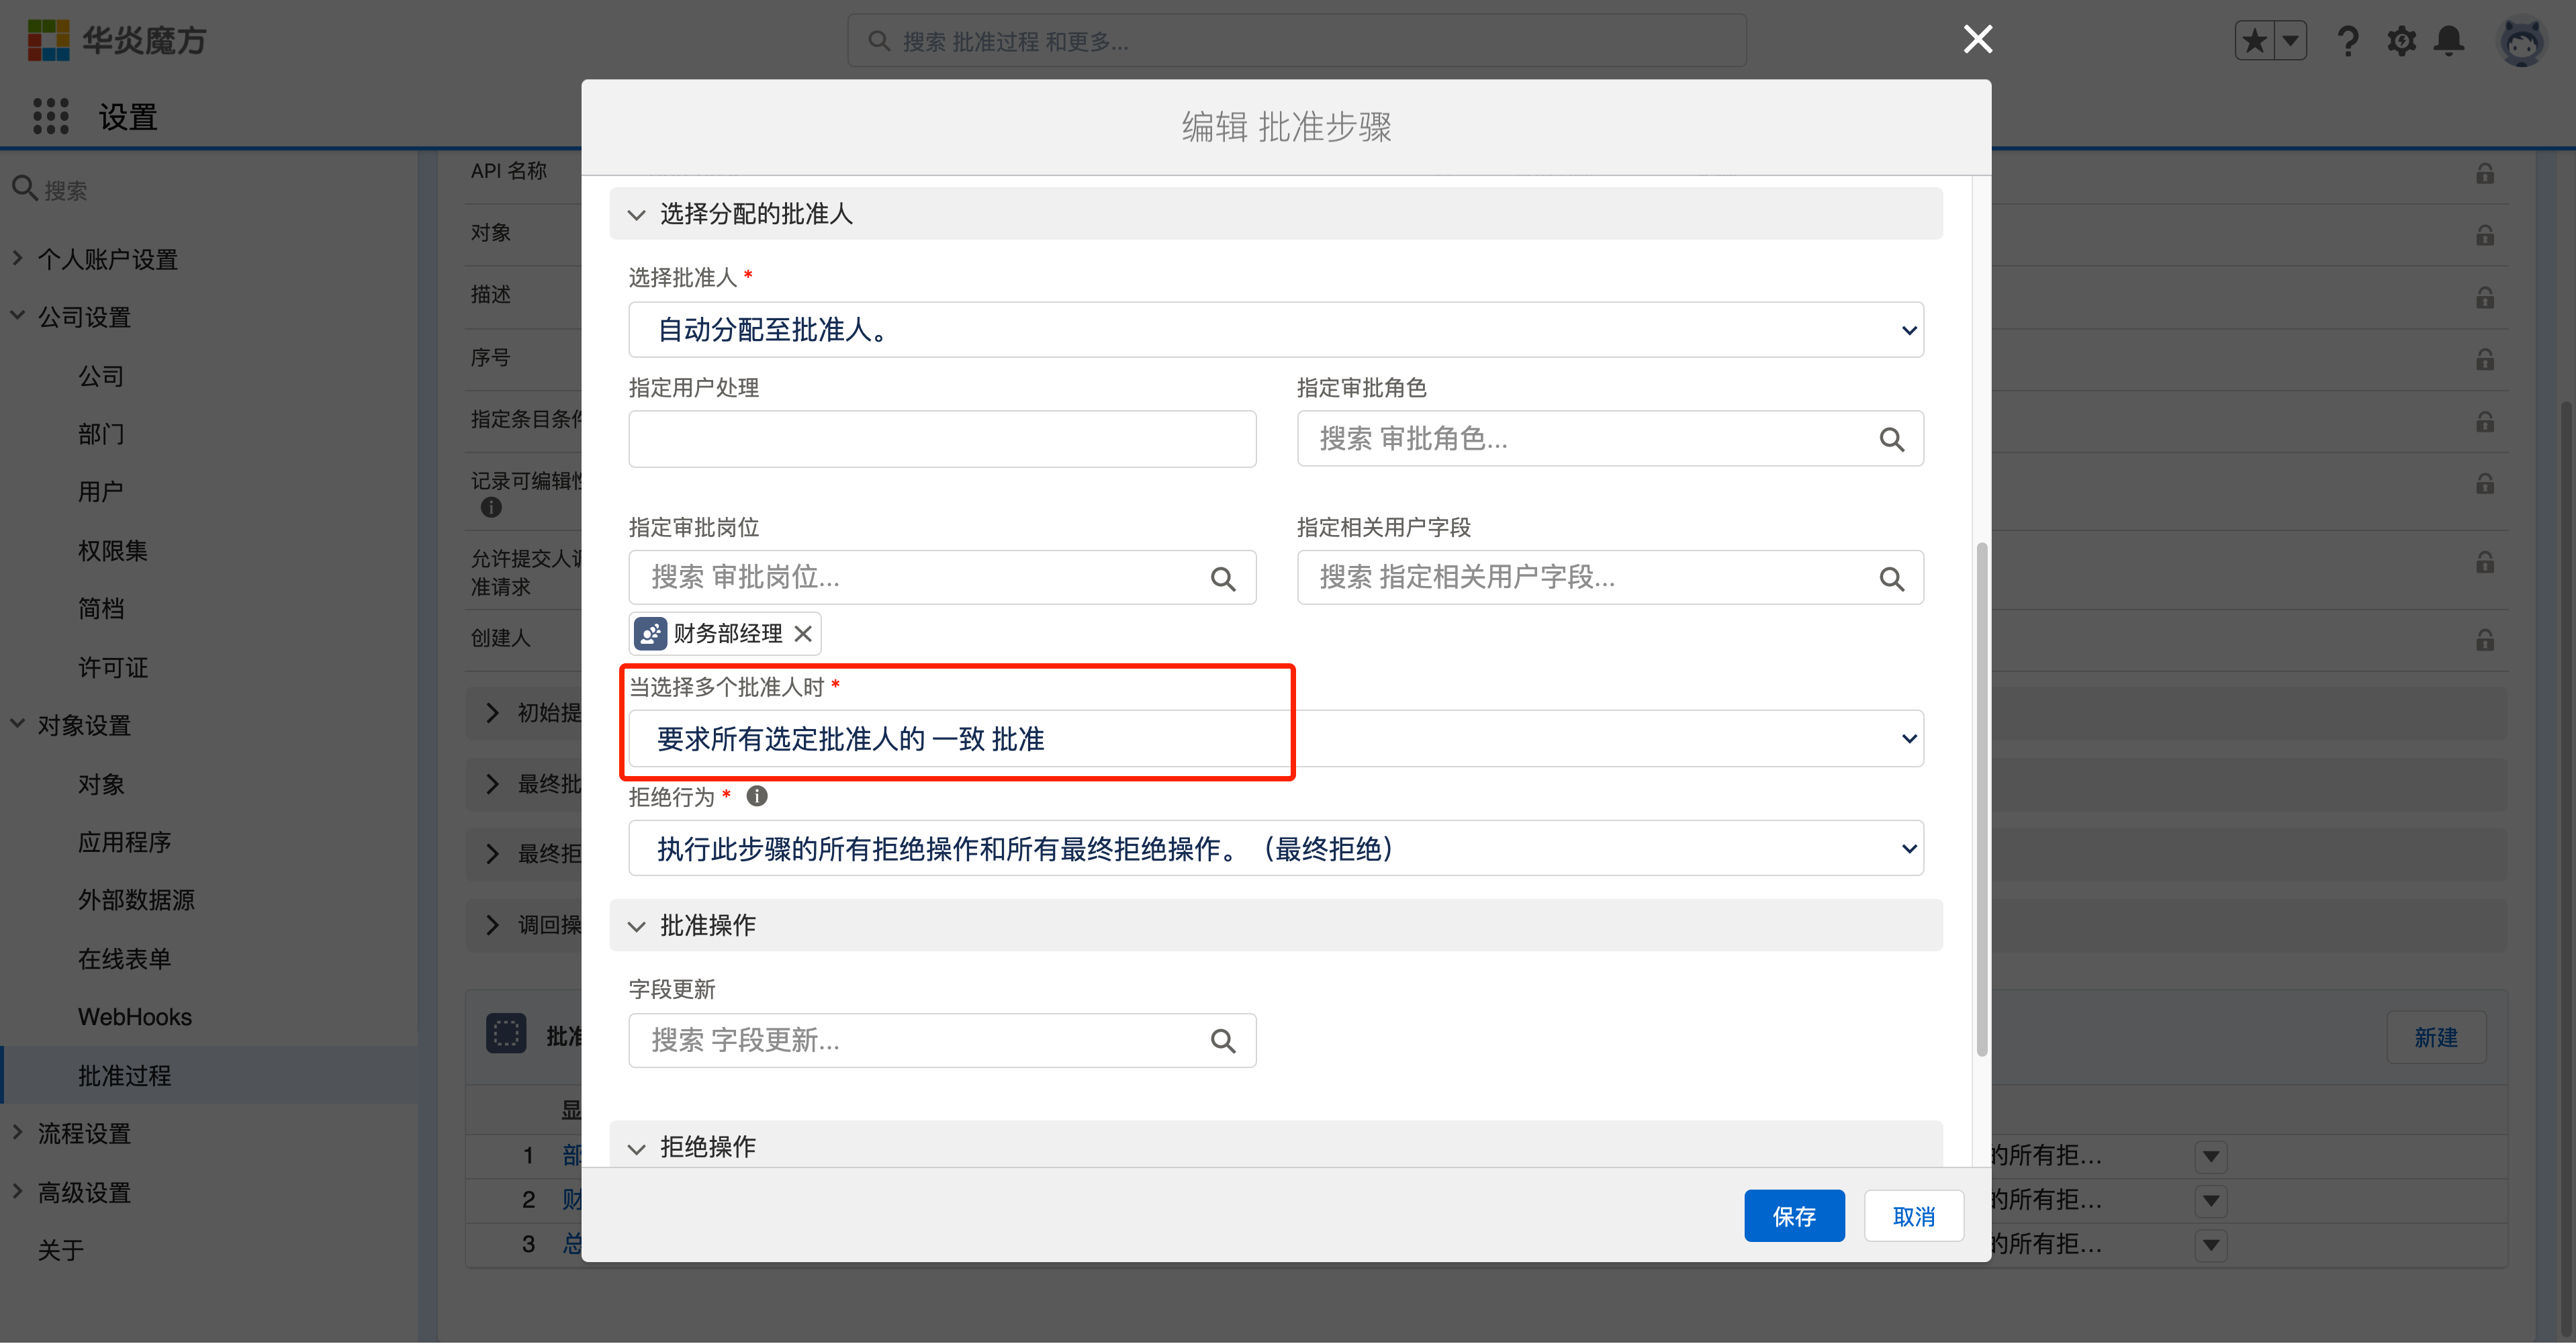 华炎魔方
搜索 批准过程 和更多...
设置
搜索
个人账户设置
公司设置
公司
部门
用户
权限集
简档
许可证
对象设置
对象
应用程序
外部数据源
在线表单
WebHooks
批准过程
流程设置
高级设置
关于
API 名称
对象
描述
序号
指定条目条件
记录可编辑性
允许提交人调
准请求
创建人
初始提
最终批
最终拒
调回操
批准
新建
显
1 部
2 财
3 总
的所有拒...
的所有拒...
的所有拒...
编辑 批准步骤
选择分配的批准人
选择批准人 *
自动分配至批准人。
指定用户处理
指定审批角色
搜索 审批角色...
指定审批岗位
指定相关用户字段
搜索 审批岗位...
搜索 指定相关用户字段...
财务部经理
当选择多个批准人时 *
要求所有选定批准人的 一致 批准
拒绝行为 *
执行此步骤的所有拒绝操作和所有最终拒绝操作。（最终拒绝）
批准操作
字段更新
搜索 字段更新...
拒绝操作
保存
取消